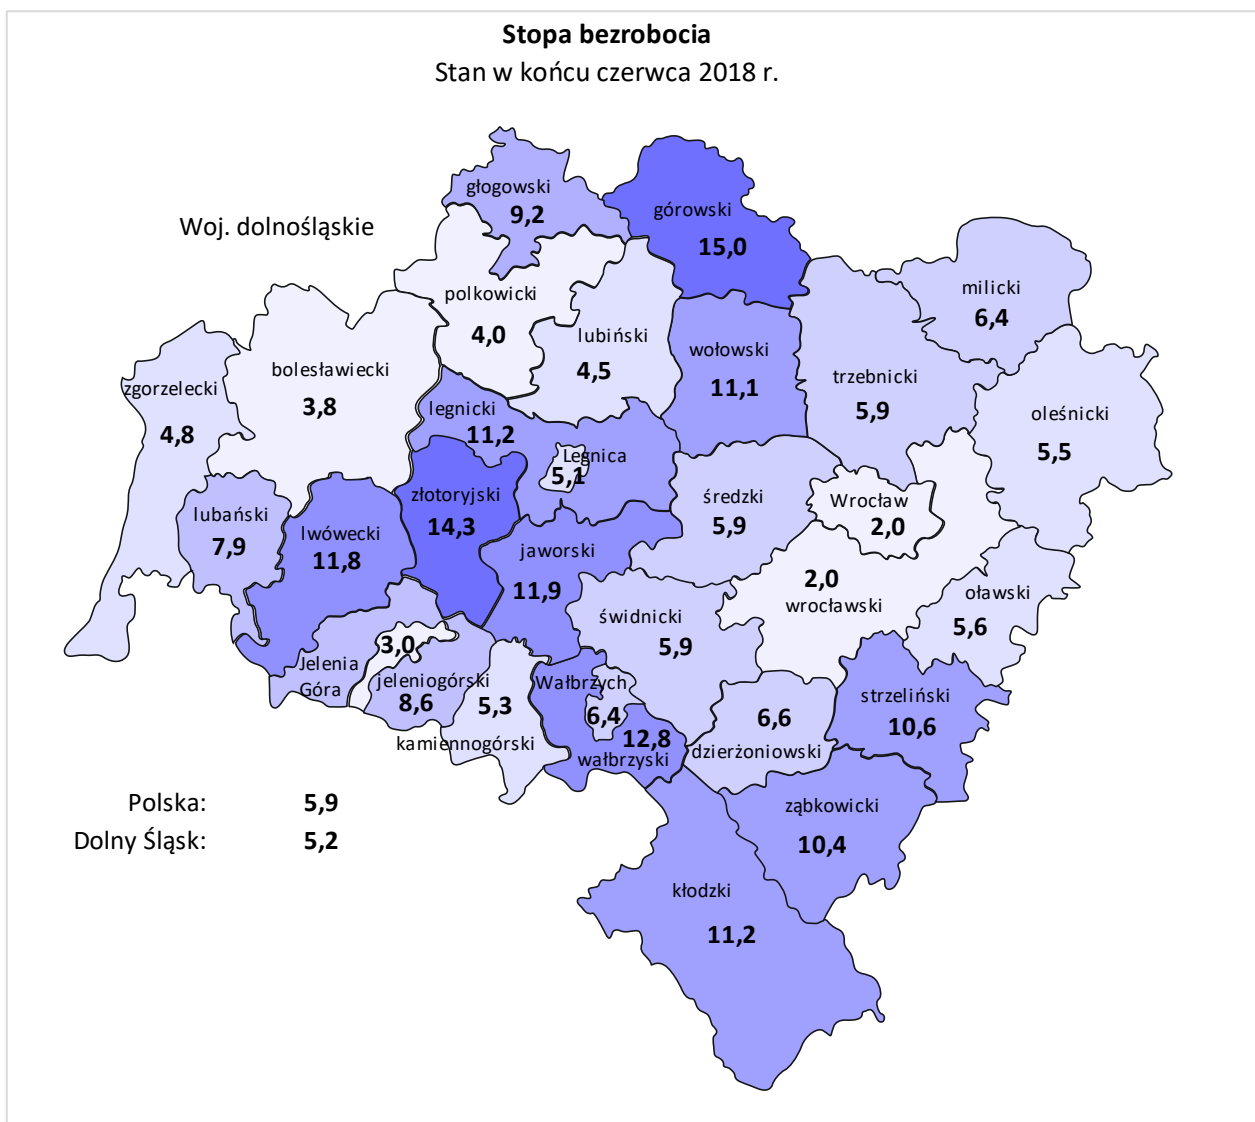 Stopa bezrobocia
Stan w końcu czerwca 2018 r.
Woj. dolnośląskie
głogowski
9,2
górowski
15,0
polkowicki
4,0
lubiński
4,5
milicki
6,4
wołowski
11,1
trzebnicki
5,9
bolesławiecki
3,8
zgorzelecki
4,8
legnicki
11,2
oleśnicki
5,5
Legnica
5,1
złotoryjski
14,3
średzki
5,9
Wrocław
2,0
lubański
7,9
lwówecki
11,8
jaworski
11,9
2,0
wrocławski
oławski
5,6
świdnicki
5,9
3,0
Jelenia
Góra
jeleniogórski
8,6
5,3
kamiennogórski
Wałbrzych
6,4
12,8
wałbrzyski
6,6
dzierżoniowski
strzeliński
10,6
ząbkowicki
10,4
kłodzki
11,2
Polska: 5,9
Dolny Śląsk: 5,2